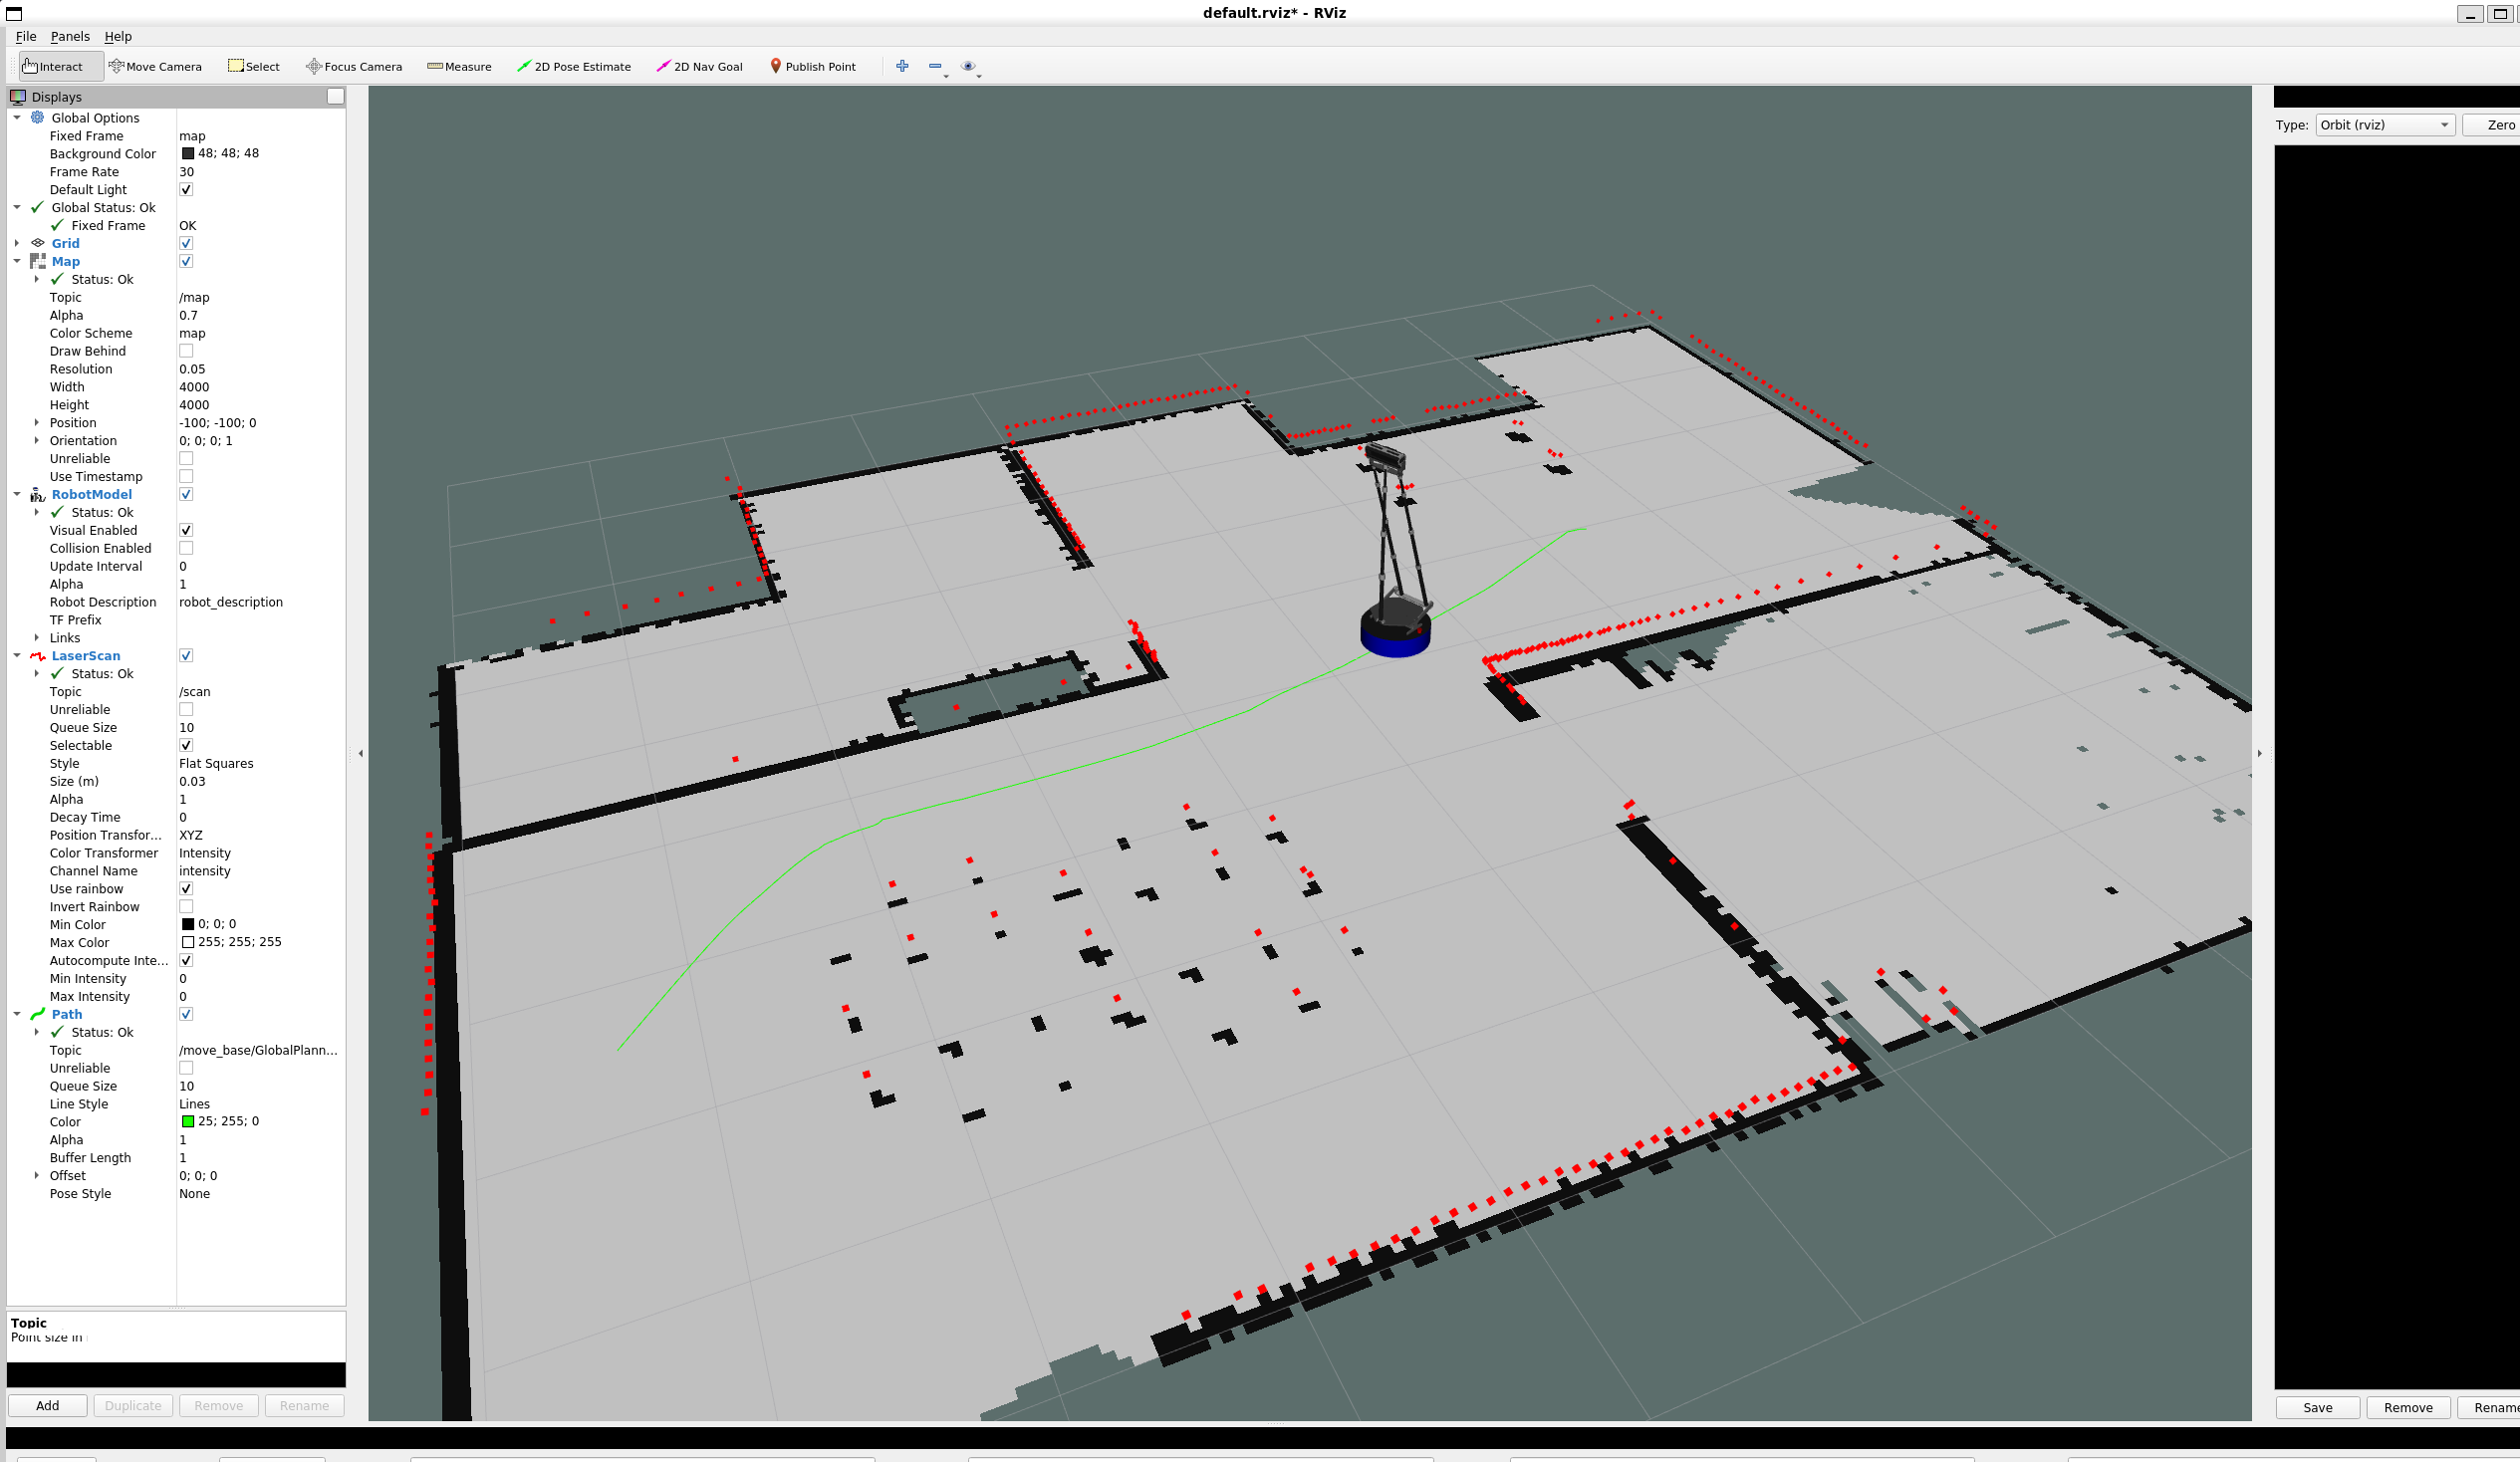 default.rviz* - RViz
File Panels Help
Interact Move Camera Select Focus Camera Measure 2D Pose Estimate 2D Nav Goal Publish Point
Displays
Global Options
Fixed Frame map
Background Color 48; 48; 48
Frame Rate 30
Default Light
Global Status: Ok
Fixed Frame OK
Grid
Map
Status: Ok
Topic /map
Alpha 0.7
Color Scheme map
Draw Behind
Resolution 0.05
Width 4000
Height 4000
Position -100; -100; 0
Orientation 0; 0; 0; 1
Unreliable
Use Timestamp
RobotModel
Status: Ok
Visual Enabled
Collision Enabled
Update Interval 0
Alpha 1
Robot Description robot_description
TF Prefix
Links
LaserScan
Status: Ok
Topic /scan
Unreliable
Queue Size 10
Selectable
Style Flat Squares
Size (m) 0.03
Alpha 1
Decay Time 0
Position Transfor... XYZ
Color Transformer Intensity
Channel Name intensity
Use rainbow
Invert Rainbow
Min Color 0; 0; 0
Max Color 255; 255; 255
Autocompute Inte...
Min Intensity 0
Max Intensity 0
Path
Status: Ok
Topic /move_base/GlobalPlann...
Unreliable
Queue Size 10
Line Style Lines
Color 25; 255; 0
Alpha 1
Buffer Length 1
Offset 0; 0; 0
Pose Style None
Topic
Point size in
Add Duplicate Remove Rename
Type: Orbit (rviz) Zero
Save Remove Rename